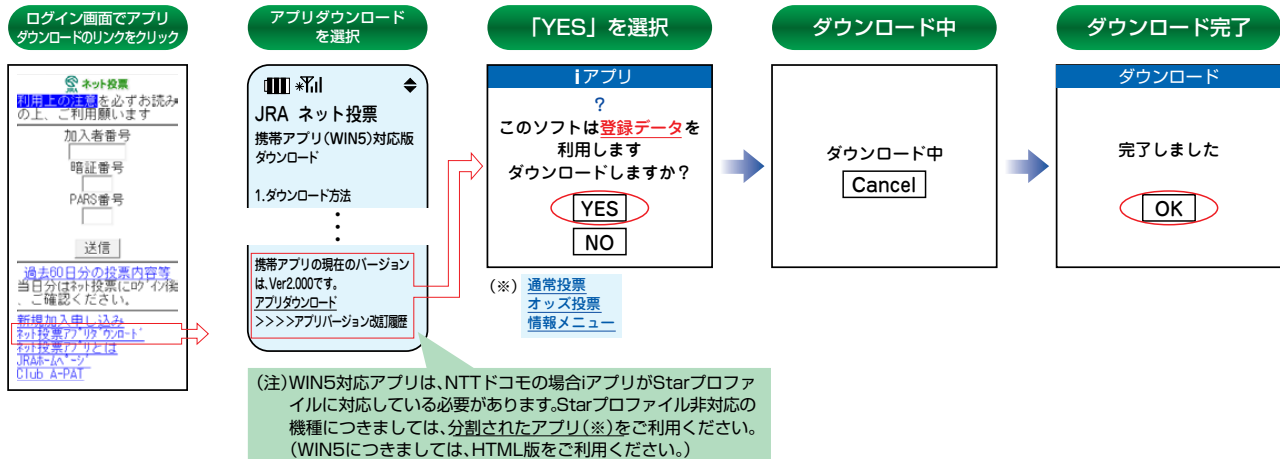 ログイン画面でアプリ
ダウンロードのリンクをクリック
JRA ネット投票
利用上の注意を必ずお読み
の上、ご利用願います
加入者番号
暗証番号
PARS番号
送信
過去60日分の投票内容等
当日分はネット投票にログイン後
、ご確認ください。
新規加入申し込み
ネット投票アプリダウンロード
ネット投票アプリとは
JRAホームページ
Club A-PAT
アプリダウンロード
を選択
JRA ネット投票
携帯アプリ(WIN5)対応版
ダウンロード
1.ダウンロード方法
携帯アプリの現在のバージョン
は、Ver2.000です。
アプリダウンロード
>>>>アプリバージョン改訂履歴
「YES」を選択
iアプリ
?
このソフトは登録データを
利用します
ダウンロードしますか?
YES
NO
(※) 通常投票
オッズ投票
情報メニュー
ダウンロード中
ダウンロード中
Cancel
ダウンロード完了
ダウンロード
完了しました
OK
(注)WIN5対応アプリは、NTTドコモの場合iアプリがStarプロファ
イルに対応している必要があります。Starプロファイル非対応の
機種につきましては、分割されたアプリ(※)をご利用ください。
(WIN5につきましては、HTML版をご利用ください。)